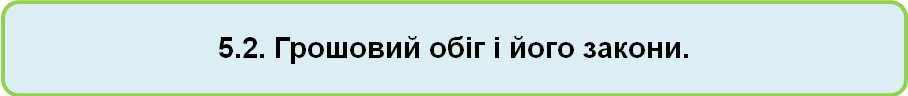 5.2. Грошовий обіг і його закони.